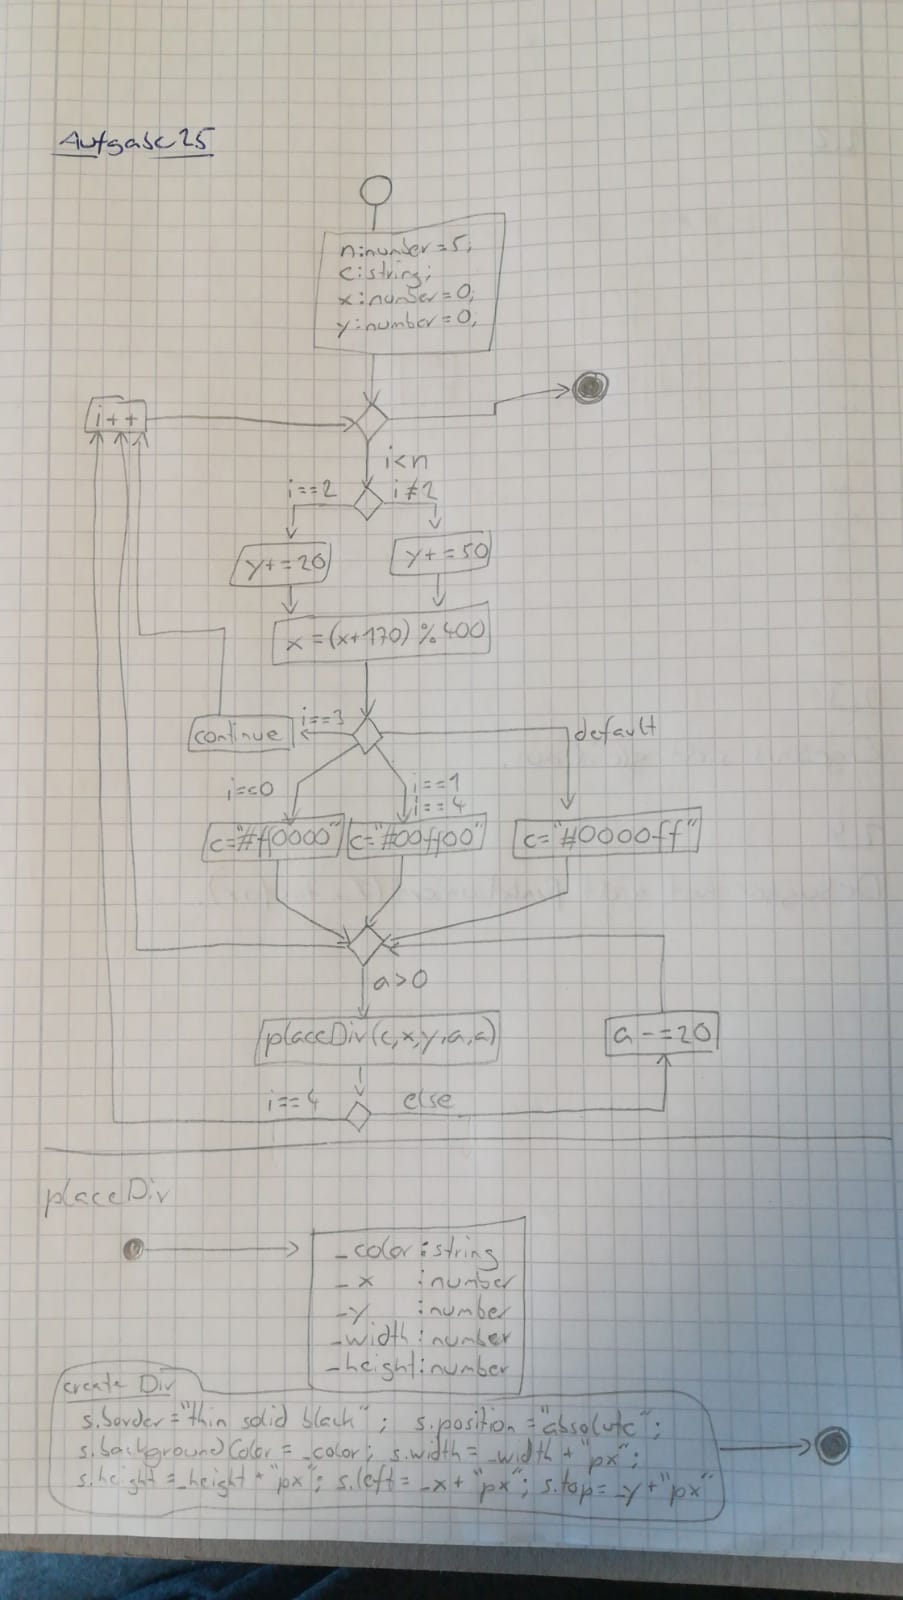 Aufgabe 25
n:number=5;
c:string;
x:number=0;
y:number=0;
i++
i<n
i==2
i≠2
y+=20
y+=50
x=(x+170)%400
continue
i==3
default
i==0
i==1
i==4
c="#ff0000"
c="#00ff00"
c="#0000ff"
a>0
placeDiv(c,x,y,a,a)
a-=20
i==4
else
placeDiv
_color:string
_x :number
_y :number
_width:number
_height:number
create Div
s.border="thin solid black"; s.position="absolute";
s.backgroundColor=_color; s.width=_width+"px";
s.height=_height+"px"; s.left=_x+"px"; s.top=_y+"px"